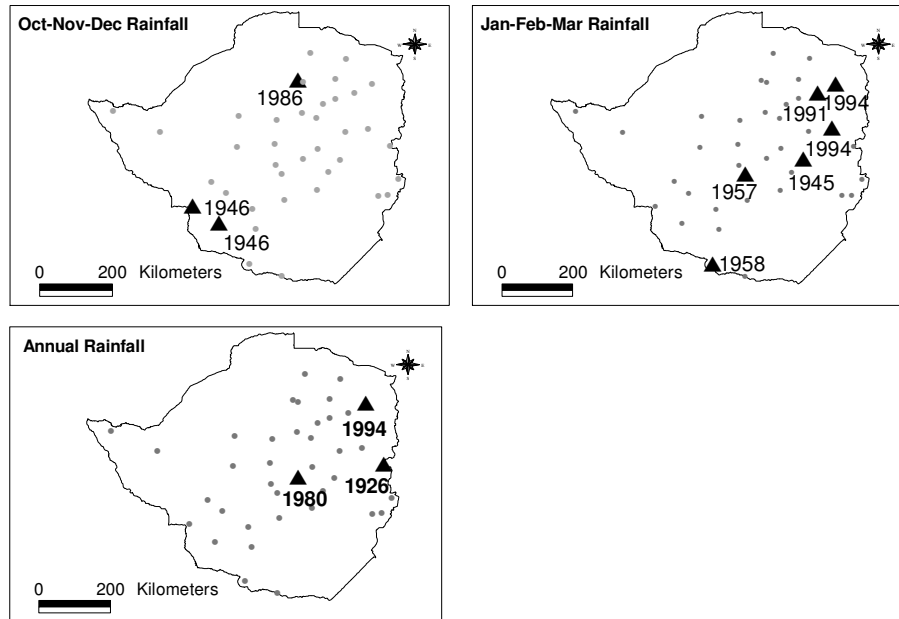 Oct-Nov-Dec Rainfall
N
W E
S
1986
1946
1946
0 200 Kilometers
Jan-Feb-Mar Rainfall
N
W E
S
1991 1994
1994
1945
1957
1958
0 200 Kilometers
Annual Rainfall
N
W E
S
1994
1926
1980
0 200 Kilometers